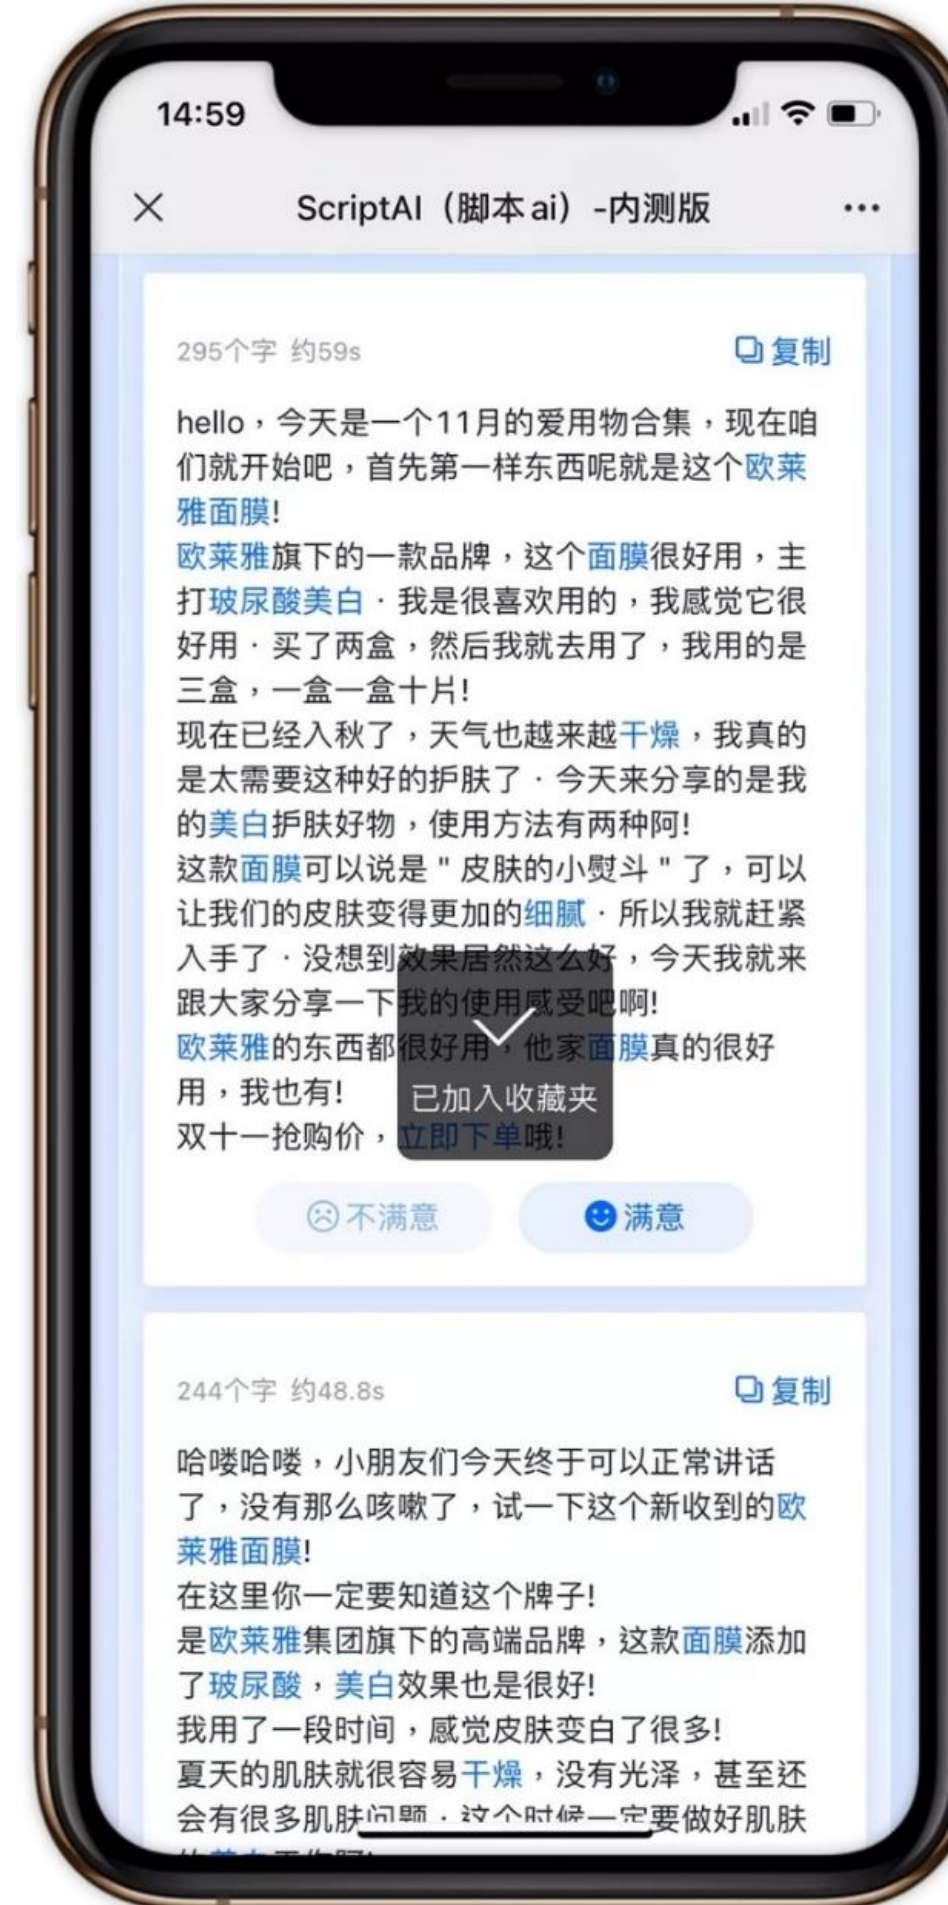 14:59
ScriptAI（脚本ai）-内测版
295个字 约59s
复制
hello，今天是一个11月的爱用物合集，现在咱
们就开始吧，首先第一样东西呢就是这个欧莱
雅面膜!
欧莱雅旗下的一款品牌，这个面膜很好用，主
打玻尿酸美白．我是很喜欢用的，我感觉它很
好用．买了两盒，然后我就去用了，我用的是
三盒，一盒一盒十片!
现在已经入秋了，天气也越来越干燥，我真的
是太需要这种好的护肤了．今天来分享的是我
的美白护肤好物，使用方法有两种阿!
这款面膜可以说是＂皮肤的小熨斗＂了，可以
让我们的皮肤变得更加的细腻．所以我就赶紧
入手了．没想到效果居然这么好，今天我就来
跟大家分享一下我的使用感受吧啊!
欧莱雅的东西都很好用，他家面膜真的很好
用，我也有!
双十一抢购价，立即下单哦!
已加入收藏夹
不满意
满意
244个字 约48.8s
复制
哈喽哈喽，小朋友们今天终于可以正常讲话
了，没有那么咳嗽了，试一下这个新收到的欧
莱雅面膜!
在这里你一定要知道这个牌子!
是欧莱雅集团旗下的高端品牌，这款面膜添加
了玻尿酸，美白效果也是很好!
我用了一段时间，感觉皮肤变白了很多!
夏天的肌肤就很容易干燥，没有光泽，甚至还
会有很多肌肤问题．这个时候一定要做好肌肤